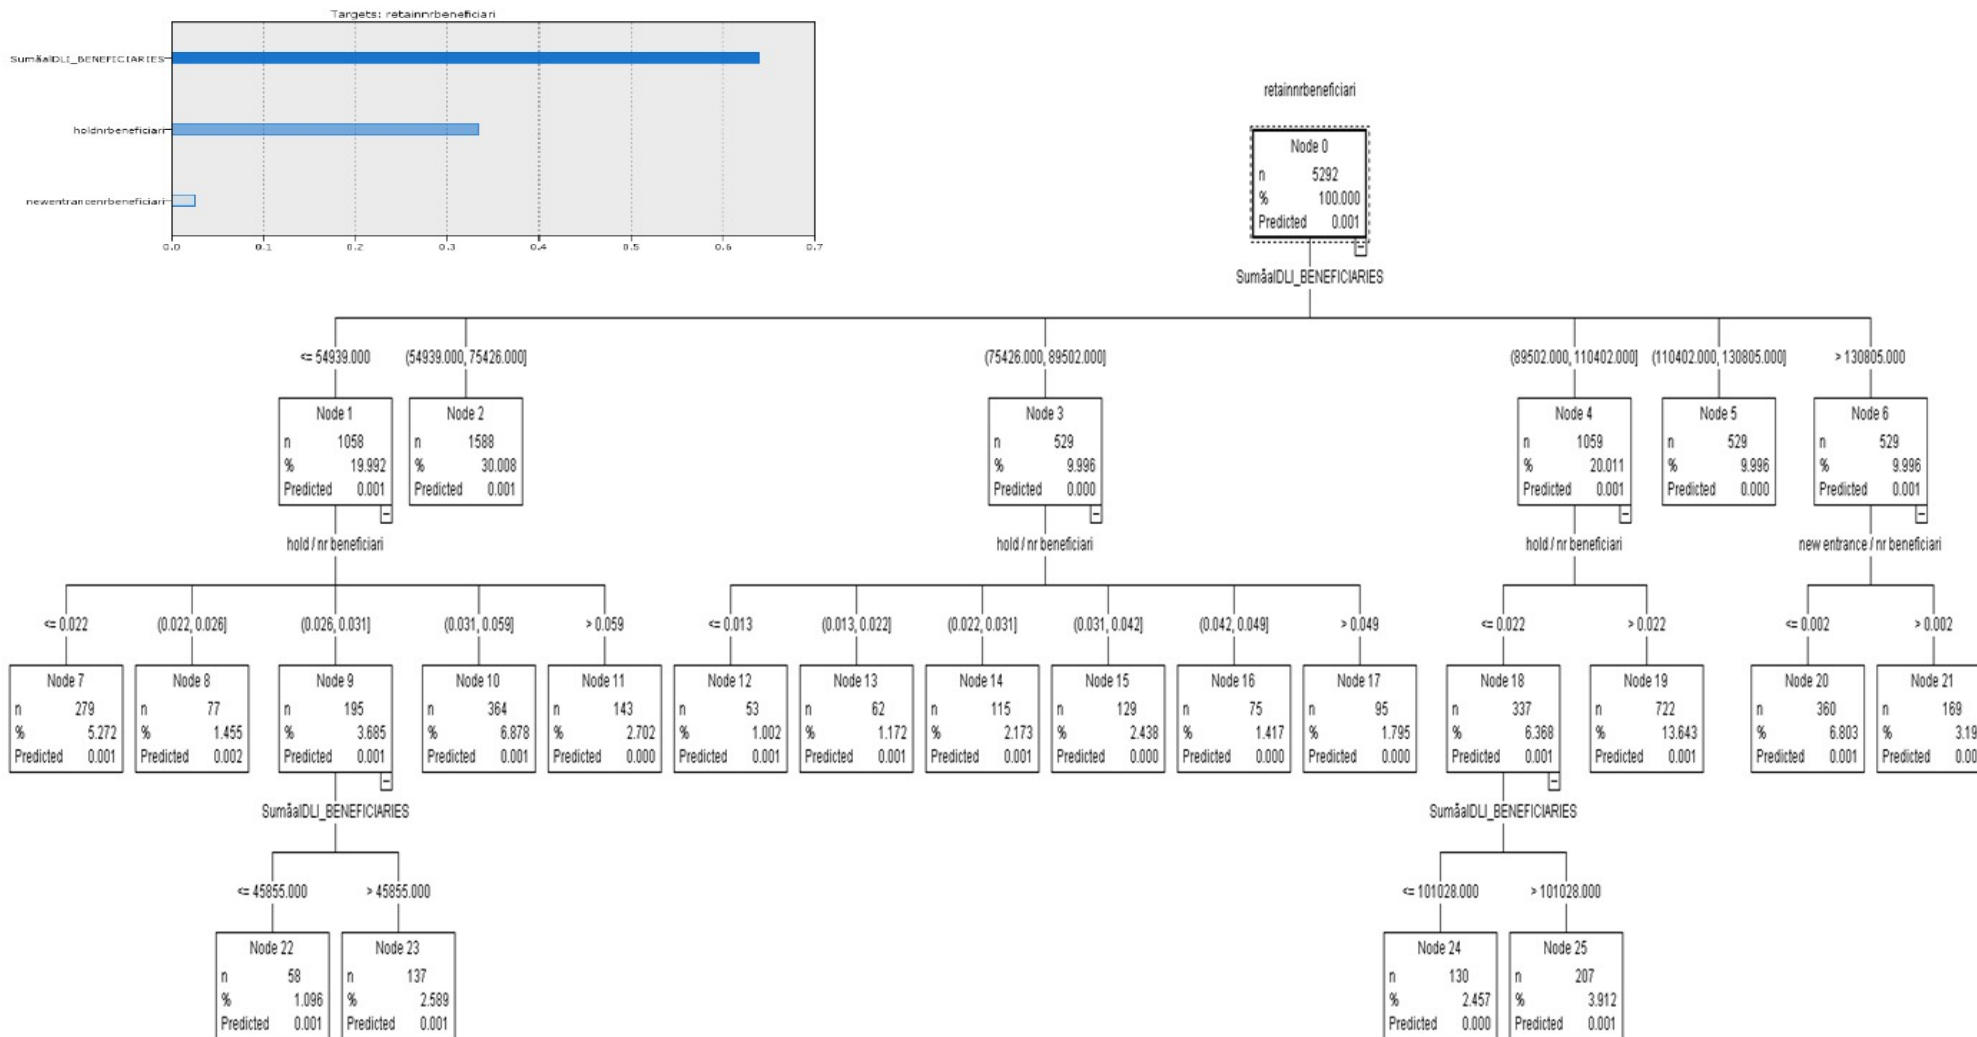 Targets: retainnrbeneficiari
SumåalDLI_BENEFICIARIES
holdnrbeneficiari
newentrancenrbeneficiari
0.0 0.1 0.2 0.3 0.4 0.5 0.6 0.7
retainnrbeneficiari
Node 0
n 5292
% 100.000
Predicted 0.001
SumåalDLI_BENEFICIARIES
<= 54939.000 (54939.000, 75426.000] (75426.000, 89502.000] (89502.000, 110402.000] (110402.000, 130805.000] > 130805.000
Node 1 Node 2 Node 3 Node 4 Node 5 Node 6
n 1058 n 1588 n 529 n 1059 n 529 n 529
% 19.992 % 30.008 % 9.996 % 20.011 % 9.996 % 9.996
Predicted 0.001 Predicted 0.001 Predicted 0.000 Predicted 0.001 Predicted 0.000 Predicted 0.001
hold / nr beneficiari hold / nr beneficiari hold / nr beneficiari new entrance / nr beneficiari
<= 0.022 (0.022, 0.026] (0.026, 0.031] (0.031, 0.059] > 0.059 <= 0.013 (0.013, 0.022] (0.022, 0.031] (0.031, 0.042] (0.042, 0.049] > 0.049 <= 0.022 > 0.022 <= 0.002 > 0.002
Node 7 Node 8 Node 9 Node 10 Node 11 Node 12 Node 13 Node 14 Node 15 Node 16 Node 17 Node 18 Node 19 Node 20 Node 21
n 279 n 77 n 195 n 364 n 143 n 53 n 62 n 115 n 129 n 75 n 95 n 337 n 722 n 360 n 169
% 5.272 % 1.455 % 3.685 % 6.878 % 2.702 % 1.002 % 1.172 % 2.173 % 2.438 % 1.417 % 1.795 % 6.368 % 13.643 % 6.803 % 3.19
Predicted 0.001 Predicted 0.002 Predicted 0.001 Predicted 0.001 Predicted 0.000 Predicted 0.001 Predicted 0.001 Predicted 0.001 Predicted 0.000 Predicted 0.000 Predicted 0.000 Predicted 0.001 Predicted 0.001 Predicted 0.001 Predicted 0.00
SumåalDLI_BENEFICIARIES SumåalDLI_BENEFICIARIES
<= 45855.000 > 45855.000 <= 101028.000 > 101028.000
Node 22 Node 23 Node 24 Node 25
n 58 n 137 n 130 n 207
% 1.096 % 2.589 % 2.457 % 3.912
Predicted 0.001 Predicted 0.001 Predicted 0.000 Predicted 0.001